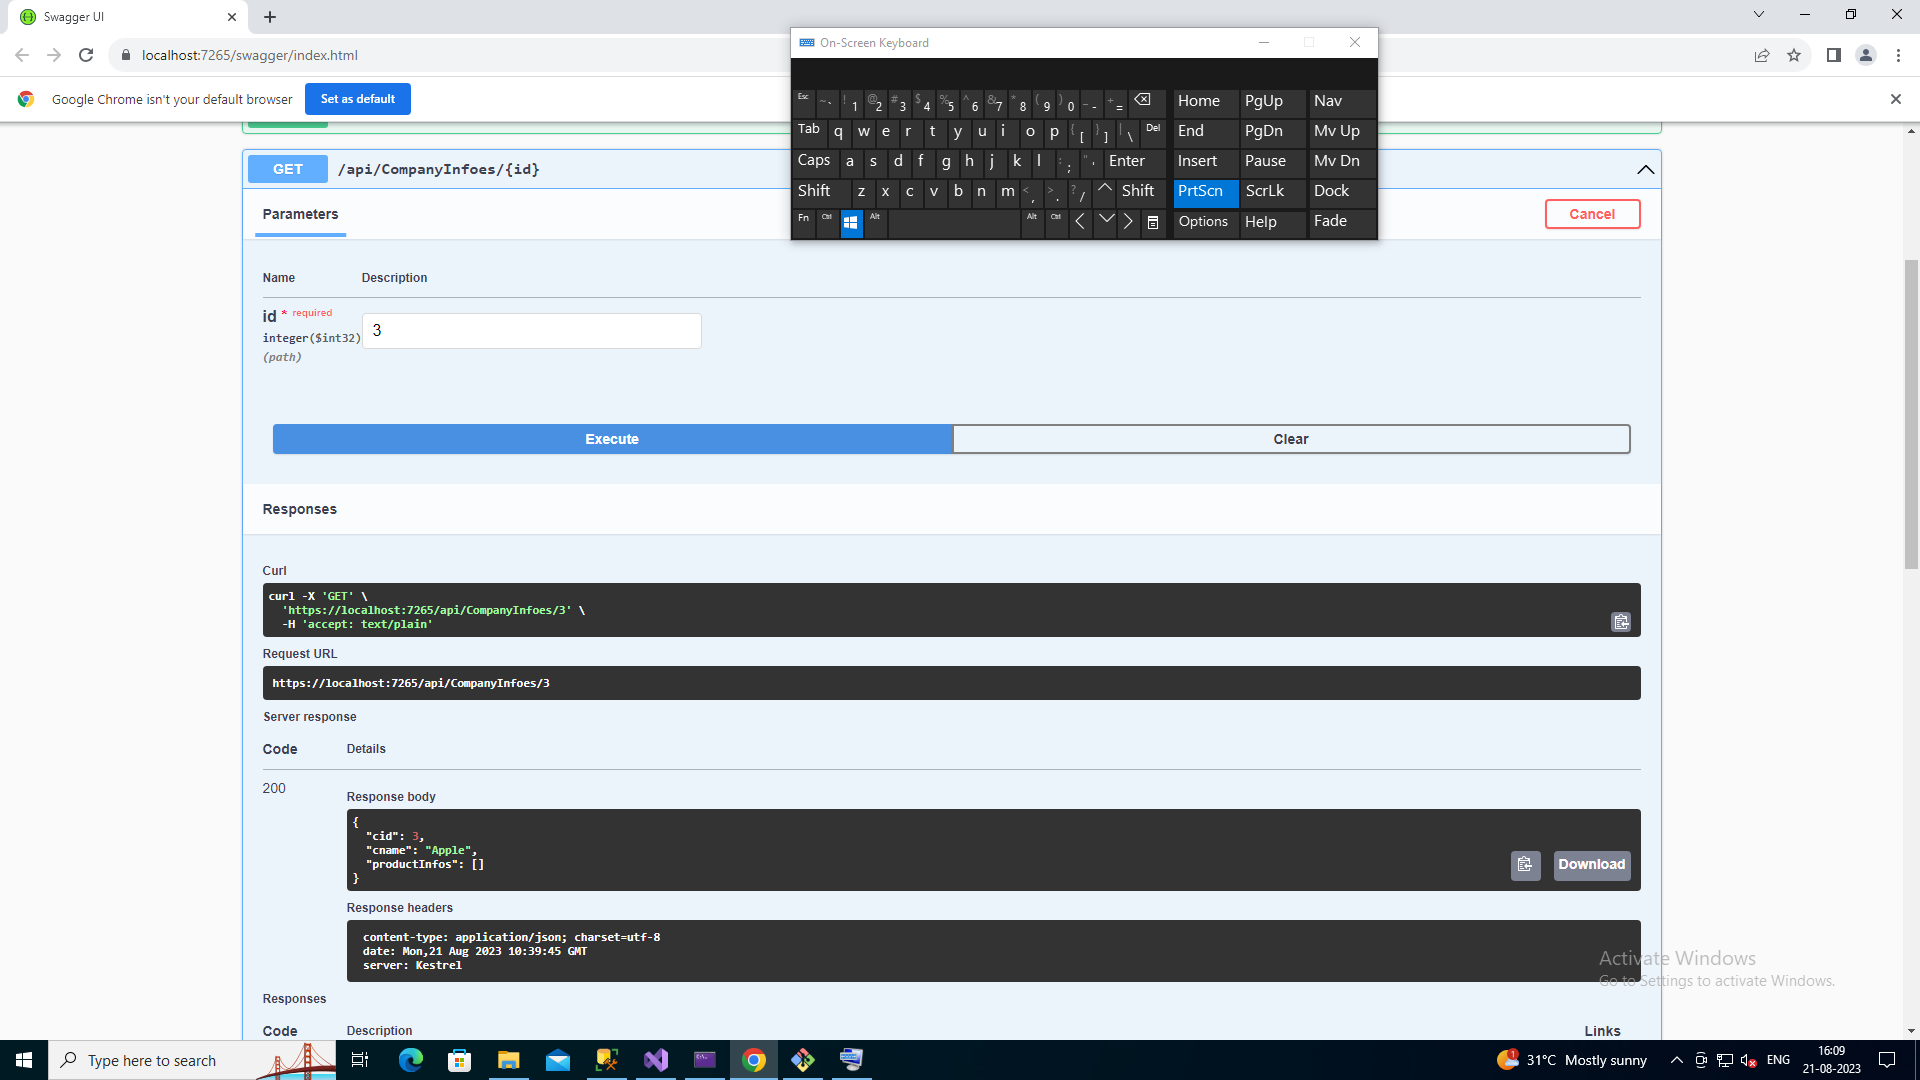 Swagger UI
localhost:7265/swagger/index.html
Google Chrome isn't your default browser
Set as default
On-Screen Keyboard
Esc ~ ` ! 1 @ 2 # 3 $ 4 % 5 ^ 6 & 7 * 8 ( 9 ) 0 _ - + = Home PgUp Nav
Tab q w e r t y u i o p { [ } ] | \ Del End PgDn Mv Up
Caps a s d f g h j k l : ; " ' Enter Insert Pause Mv Dn
Shift z x c v b n m < , > . ? / Shift PrtScn ScrLk Dock
Fn Ctrl Alt Alt Ctrl Options Help Fade
GET /api/CompanyInfoes/{id}
Parameters
Cancel
Name Description
id * required
integer($int32)
(path)
3
Execute
Clear
Responses
Curl
curl -X 'GET' \
'https://localhost:7265/api/CompanyInfoes/3' \
-H 'accept: text/plain'
Request URL
https://localhost:7265/api/CompanyInfoes/3
Server response
Code Details
200
Response body
{
"cid": 3,
"cname": "Apple",
"productInfos": []
}
Download
Response headers
content-type: application/json; charset=utf-8
date: Mon,21 Aug 2023 10:39:45 GMT
server: Kestrel
Activate Windows
Go to Settings to activate Windows.
Responses
Code Description Links
Type here to search
1
31°C Mostly sunny
ENG
16:09
21-08-2023